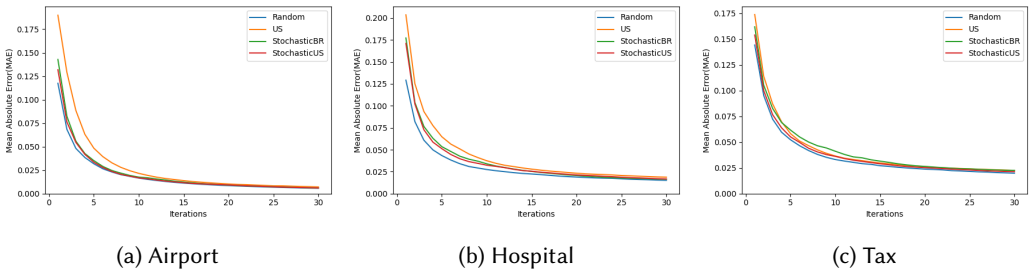 0.175
0.150
0.125
0.100
0.075
0.050
0.025
0.000
Mean Absolute Error(MAE)
0 5 10 15 20 25 30
Iterations
Random
US
StochasticBR
StochasticUS
(a) Airport
0.200
0.175
0.150
0.125
0.100
0.075
0.050
0.025
0.000
Mean Absolute Error(MAE)
0 5 10 15 20 25 30
Iterations
Random
US
StochasticBR
StochasticUS
(b) Hospital
0.175
0.150
0.125
0.100
0.075
0.050
0.025
0.000
Mean Absolute Error(MAE)
0 5 10 15 20 25 30
Iterations
Random
US
StochasticBR
StochasticUS
(c) Tax